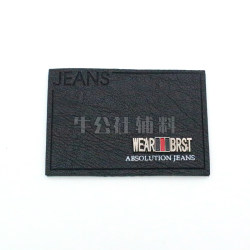 JEANS
牛公社辅料
WEAR BRST
ABSOLUTION JEANS